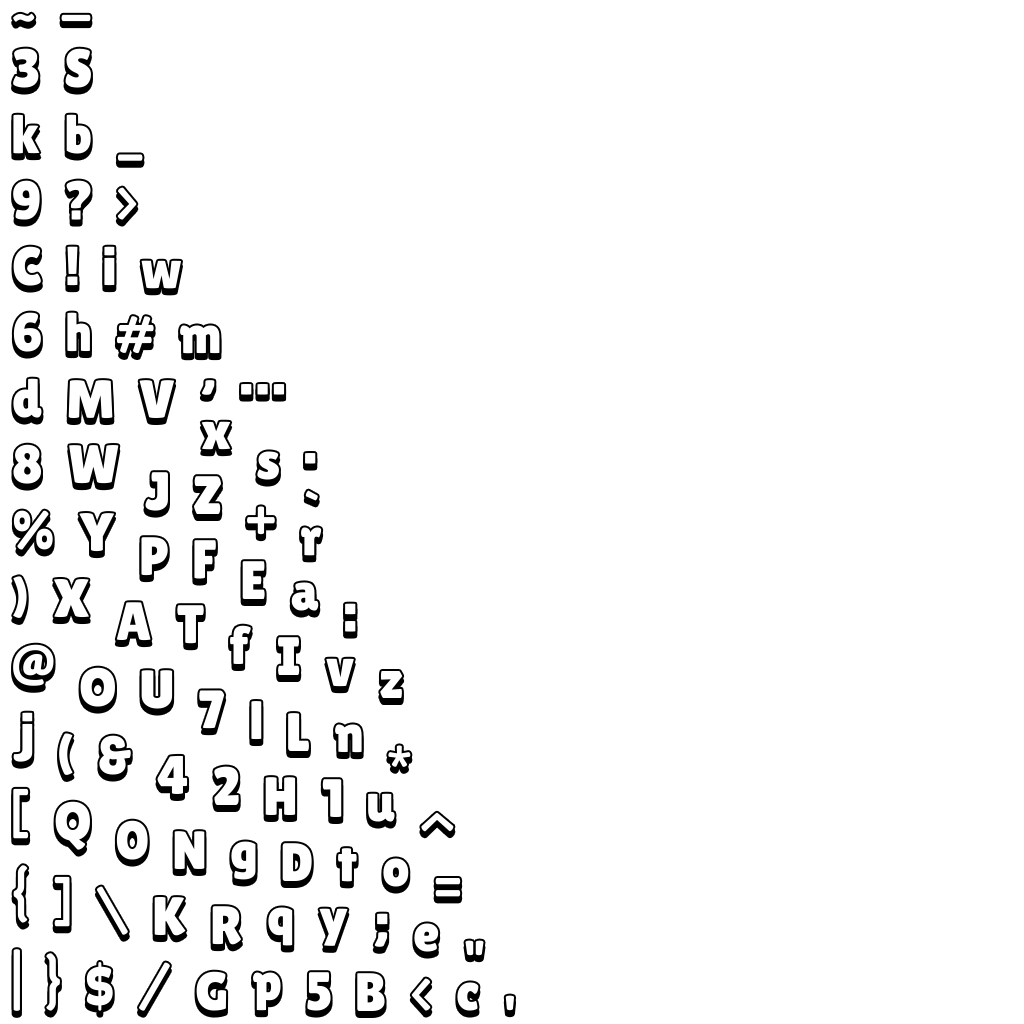 ~ -
3 S
k b _
9 ? >
C ! i w
6 h # m
d M V , …
8 W J Z x s .
% Y P F + r `
) X A T E a :
@ O U 7 f I v z
j ( & 4 2 l L n *
[ Q 0 N g H 1 u ^
{ ] \ K R D t o =
| } $ / G q y ; e "
p 5 B < c '